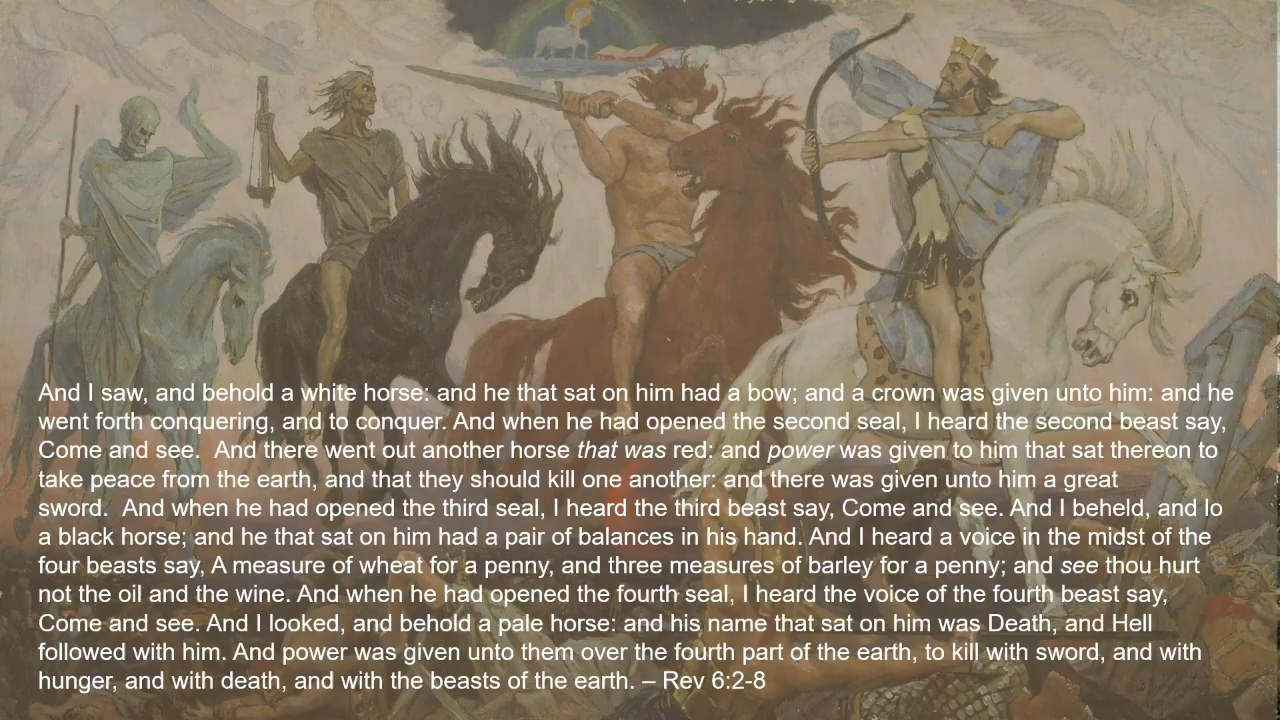 And I saw, and behold a white horse: and he that sat on him had a bow; and a crown was given unto him: and he
went forth conquering, and to conquer. And when he had opened the second seal, I heard the second beast say,
Come and see.  And there went out another horse that was red: and power was given to him that sat thereon to
take peace from the earth, and that they should kill one another: and there was given unto him a great
sword.  And when he had opened the third seal, I heard the third beast say, Come and see. And I beheld, and lo
a black horse; and he that sat on him had a pair of balances in his hand. And I heard a voice in the midst of the
four beasts say, A measure of wheat for a penny, and three measures of barley for a penny; and see thou hurt
not the oil and the wine. And when he had opened the fourth seal, I heard the voice of the fourth beast say,
Come and see. And I looked, and behold a pale horse: and his name that sat on him was Death, and Hell
followed with him. And power was given unto them over the fourth part of the earth, to kill with sword, and with
hunger, and with death, and with the beasts of the earth. – Rev 6:2-8